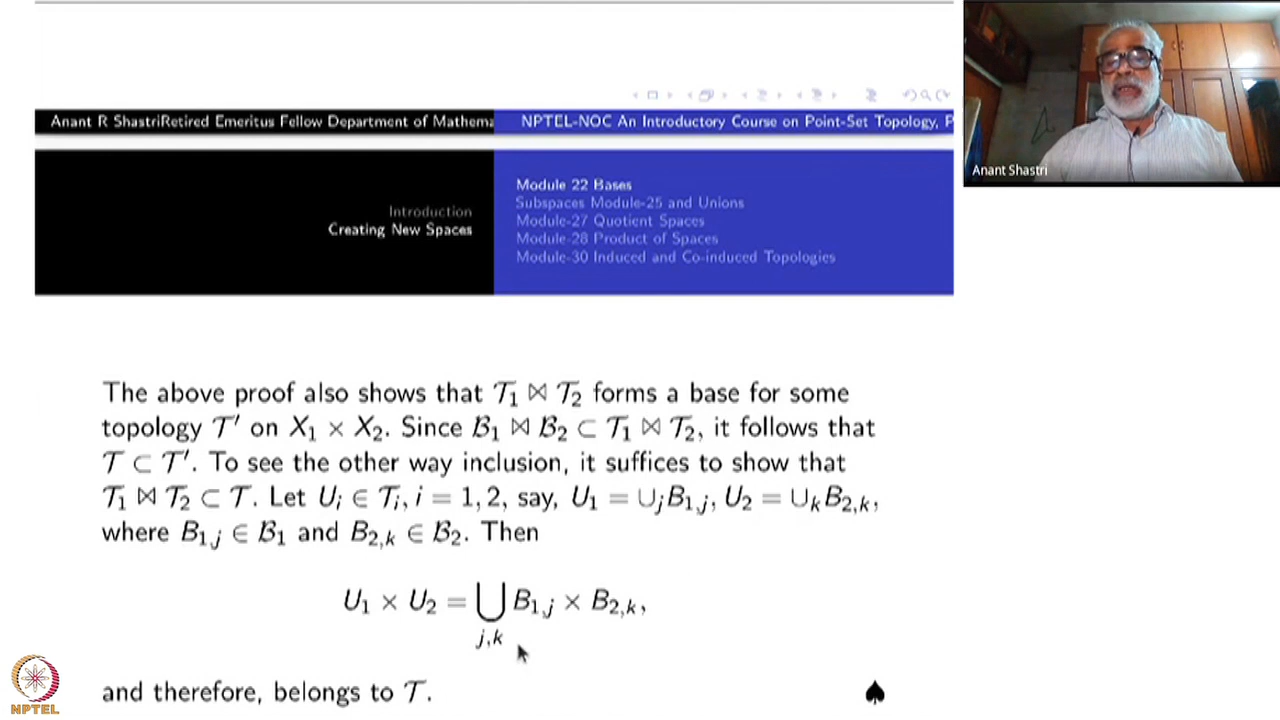 Anant R ShastriRetired Emeritus Fellow Department of Mathema
NPTEL-NOC An Introductory Course on Point-Set Topology, P
Introduction
Creating New Spaces
Module 22 Bases
Subspaces Module-25 and Unions
Module-27 Quotient Spaces
Module-28 Product of Spaces
Module-30 Induced and Co-induced Topologies
Anant Shastri
The above proof also shows that 𝒯₁ ⋈ 𝒯₂ forms a base for some
topology 𝒯′ on X₁ × X₂. Since ℬ₁ ⋈ ℬ₂ ⊂ 𝒯₁ ⋈ 𝒯₂, it follows that
𝒯 ⊂ 𝒯′. To see the other way inclusion, it suffices to show that
𝒯₁ ⋈ 𝒯₂ ⊂ 𝒯. Let Uᵢ ∈ 𝒯ᵢ, i = 1, 2, say, U₁ = ∪ⱼB₁,ⱼ, U₂ = ∪ₖB₂,ₖ,
where B₁,ⱼ ∈ ℬ₁ and B₂,ₖ ∈ ℬ₂. Then
U₁ × U₂ = ⋃ B₁,ⱼ × B₂,ₖ,
j,k
and therefore, belongs to 𝒯.
NPTEL